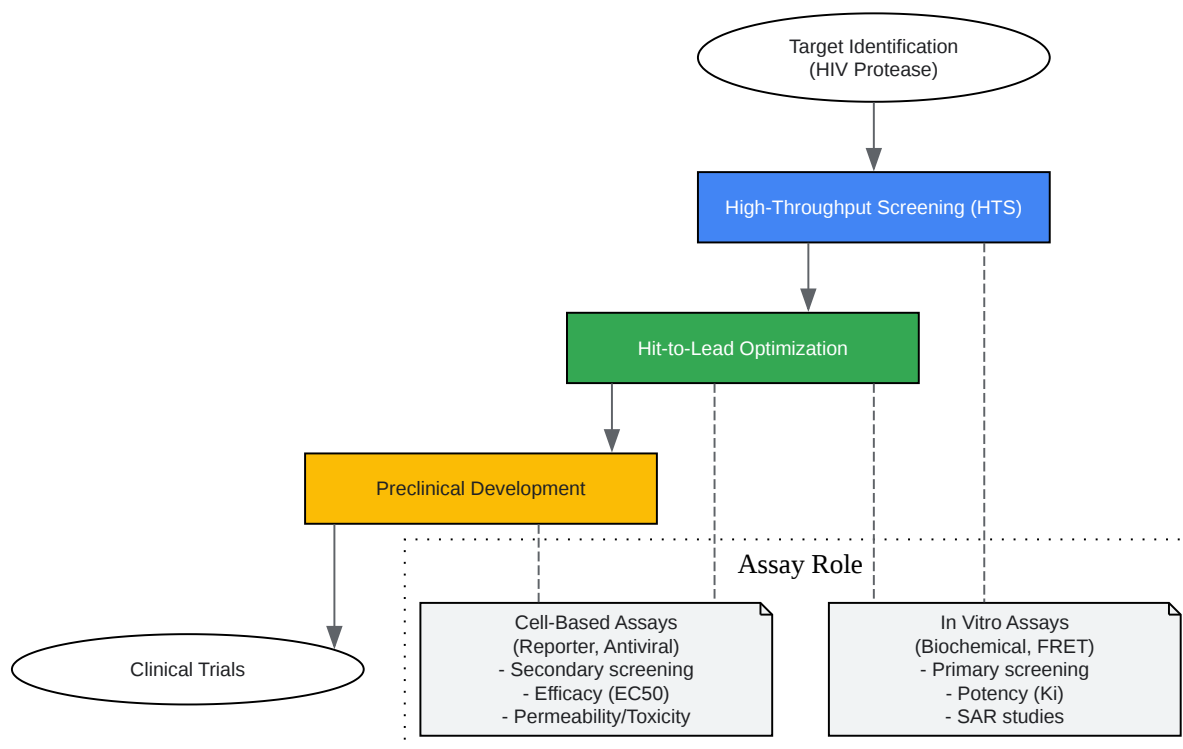 Target Identification
(HIV Protease)
High-Throughput Screening (HTS)
Hit-to-Lead Optimization
Preclinical Development
Assay Role
Cell-Based Assays
(Reporter, Antiviral)
- Secondary screening
- Efficacy (EC50)
- Permeability/Toxicity
In Vitro Assays
(Biochemical, FRET)
- Primary screening
- Potency (Ki)
- SAR studies
Clinical Trials